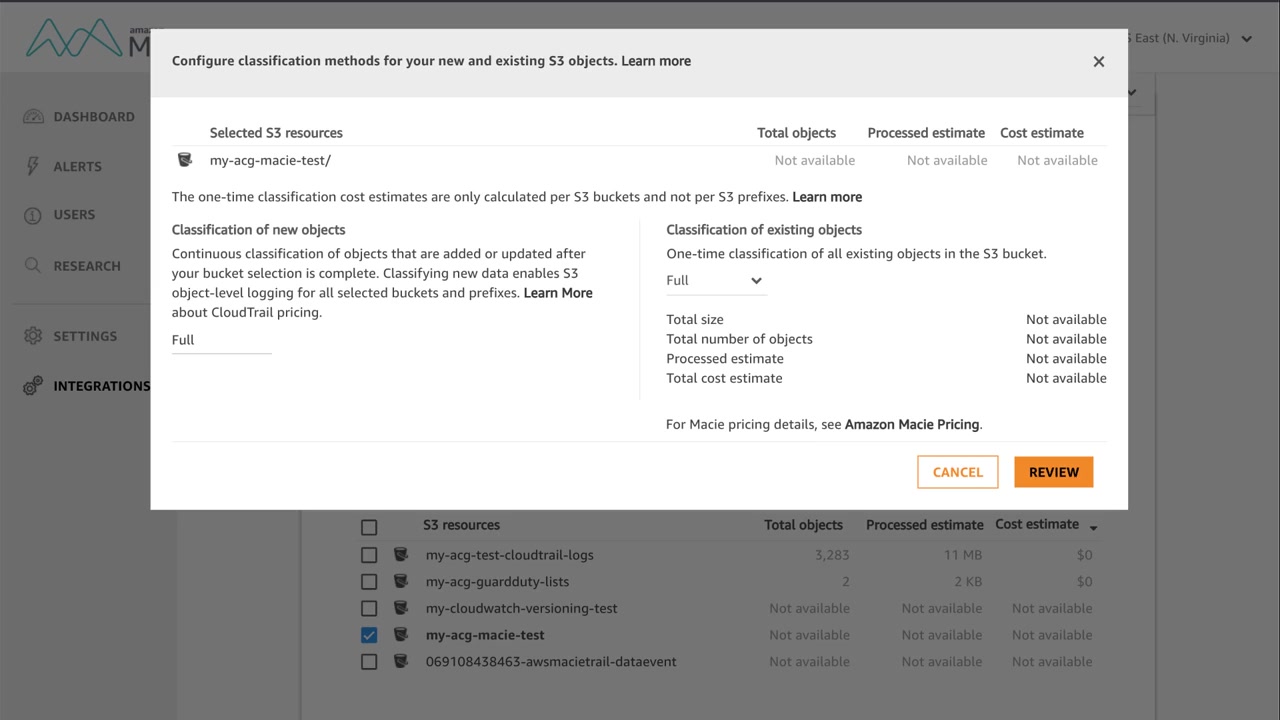 amaz
M
S East (N. Virginia)
Configure classification methods for your new and existing S3 objects. Learn more
DASHBOARD
ALERTS
USERS
RESEARCH
SETTINGS
INTEGRATIONS
Selected S3 resources Total objects Processed estimate Cost estimate
my-acg-macie-test/ Not available Not available Not available
The one-time classification cost estimates are only calculated per S3 buckets and not per S3 prefixes. Learn more
Classification of new objects
Continuous classification of objects that are added or updated after
your bucket selection is complete. Classifying new data enables S3
object-level logging for all selected buckets and prefixes. Learn More
about CloudTrail pricing.
Full
Classification of existing objects
One-time classification of all existing objects in the S3 bucket.
Full
Total size Not available
Total number of objects Not available
Processed estimate Not available
Total cost estimate Not available
For Macie pricing details, see Amazon Macie Pricing.
CANCEL REVIEW
S3 resources Total objects Processed estimate Cost estimate
my-acg-test-cloudtrail-logs 3,283 11 MB $0
my-acg-guardduty-lists 2 2 KB $0
my-cloudwatch-versioning-test Not available Not available Not available
my-acg-macie-test Not available Not available Not available
069108438463-awsmacietrail-dataevent Not available Not available Not available